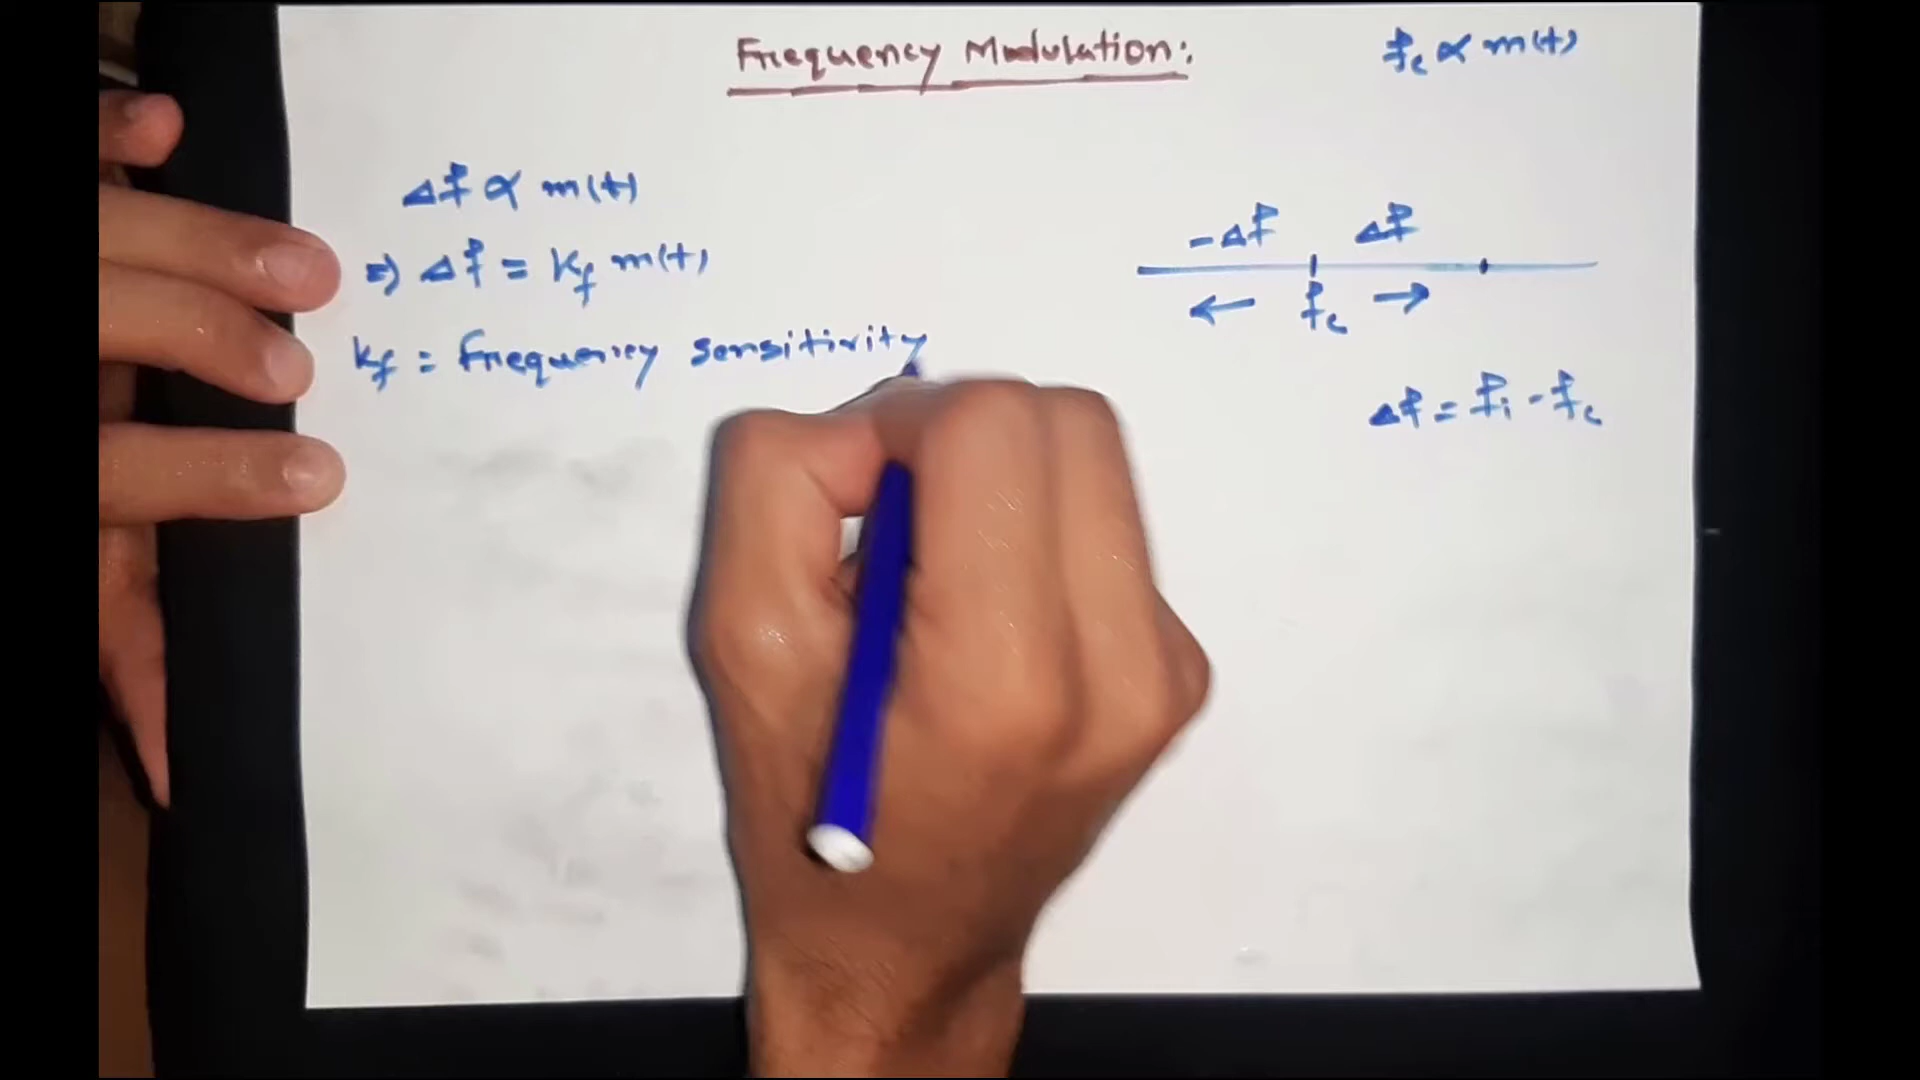 Frequency Modulation:
fc ∝ m(t)
Δf ∝ m(t)
⇒ Δf = kf m(t)
kf = Frequency sensitivity
-Δf Δf
← fc →
Δf = fi - fc